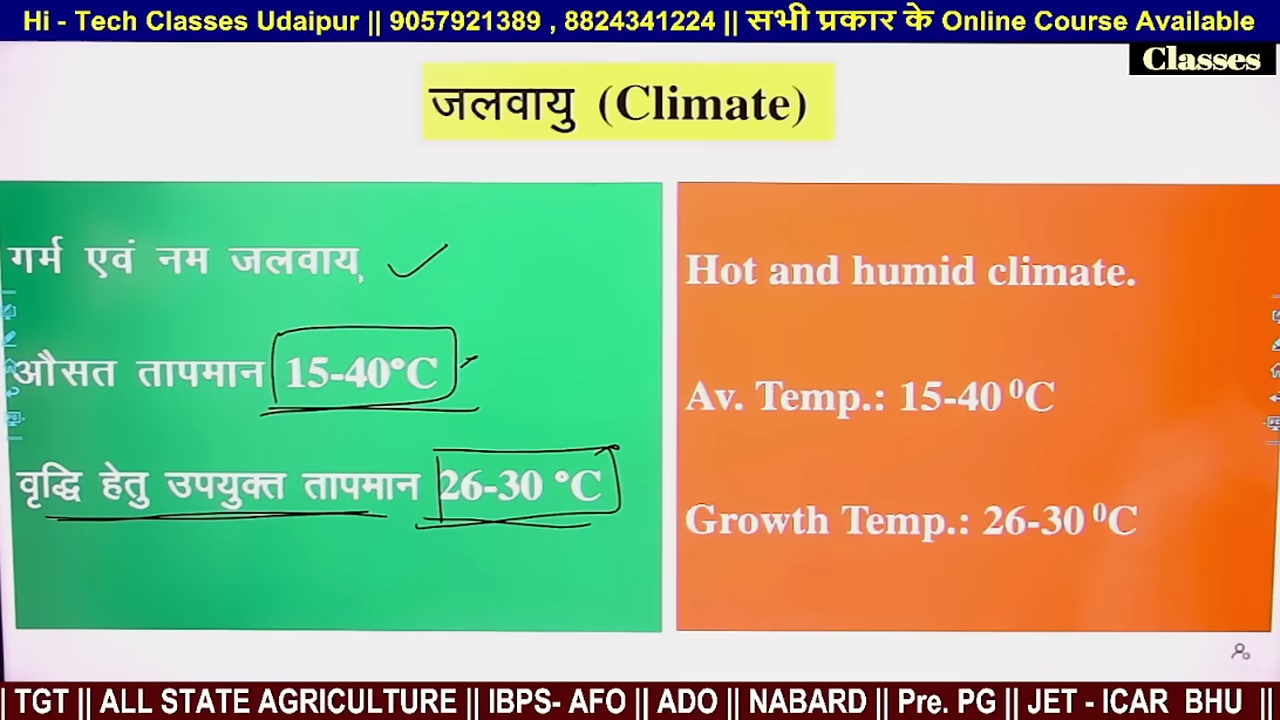 Hi - Tech Classes Udaipur || 9057921389 , 8824341224 || सभी प्रकार के Online Course Available
Classes
जलवायु (Climate)
गर्म एवं नम जलवायु
औसत तापमान 15-40°C
वृद्धि हेतु उपयुक्त तापमान 26-30 °C
Hot and humid climate.
Av. Temp.: 15-40 ⁰C
Growth Temp.: 26-30 ⁰C
| TGT || ALL STATE AGRICULTURE || IBPS- AFO || ADO || NABARD || Pre. PG || JET - ICAR BHU ||